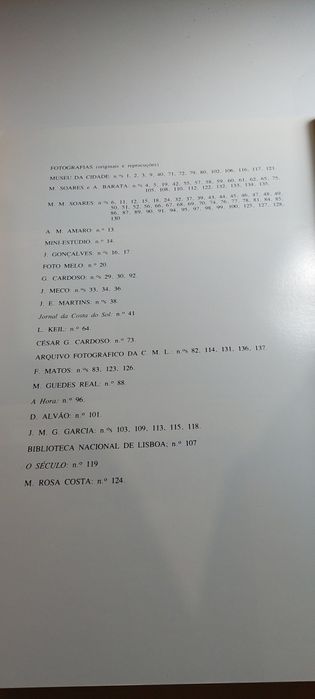 FOTOGRAFIAS (originais e reproduções)
MUSEU DA CIDADE: n.ºs 1, 2, 3, 9, 40, 71, 72, 79, 80, 102, 106, 116, 117, 121
M. SOARES e A. BARATA: n.ºs 4, 5, 19, 42, 55, 57, 58, 59, 60, 61, 62, 65, 75,
105, 108, 110, 112, 122, 132, 133, 134, 135.
M. M. SOARES: n.ºs 6, 11, 12, 15, 18, 24, 32, 37, 39, 43, 44, 45, 46, 47, 48, 49,
50, 51, 52, 56, 66, 67, 68, 69, 70, 74, 76, 77, 78, 81, 84, 85,
86, 87, 89, 90, 91, 94, 95, 97, 98, 99, 100, 125, 127, 128,
130.
A. M. AMARO: n.º 13.
MINI-ESTÚDIO: n.º 14.
J. GONÇALVES: n.ºs 16, 17.
FOTO MELO: n.º 20.
G. CARDOSO: n.ºs 29, 30, 92.
J. MECO: n.ºs 33, 34, 36.
J. E. MARTINS: n.ºs 38.
Jornal da Costa do Sol: n.º 41
L. KEIL: n.º 64.
CÉSAR G. CARDOSO: n.º 73.
ARQUIVO FOTOGRÁFICO DA C. M. L.: n.ºs 82, 114, 131, 136, 137.
F. MATOS: n.ºs 83, 123, 126.
M. GUEDES REAL: n.º 88.
A Hora: n.º 96.
D. ALVÃO: n.º 101.
J. M. G. GARCIA: n.ºs 103, 109, 113, 115, 118.
BIBLIOTECA NACIONAL DE LISBOA: n.º 107
O SÉCULO: n.º 119
M. ROSA COSTA: n.º 124.